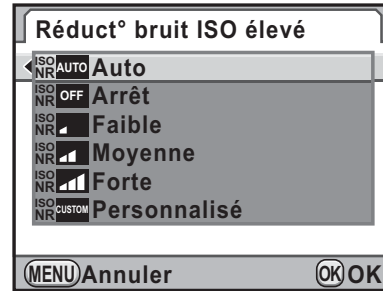 Réduct° bruit ISO élevé
ISO NR AUTO Auto
ISO NR OFF Arrêt
ISO NR Faible
ISO NR Moyenne
ISO NR Forte
ISO NR CUSTOM Personnalisé
MENU Annuler OK OK